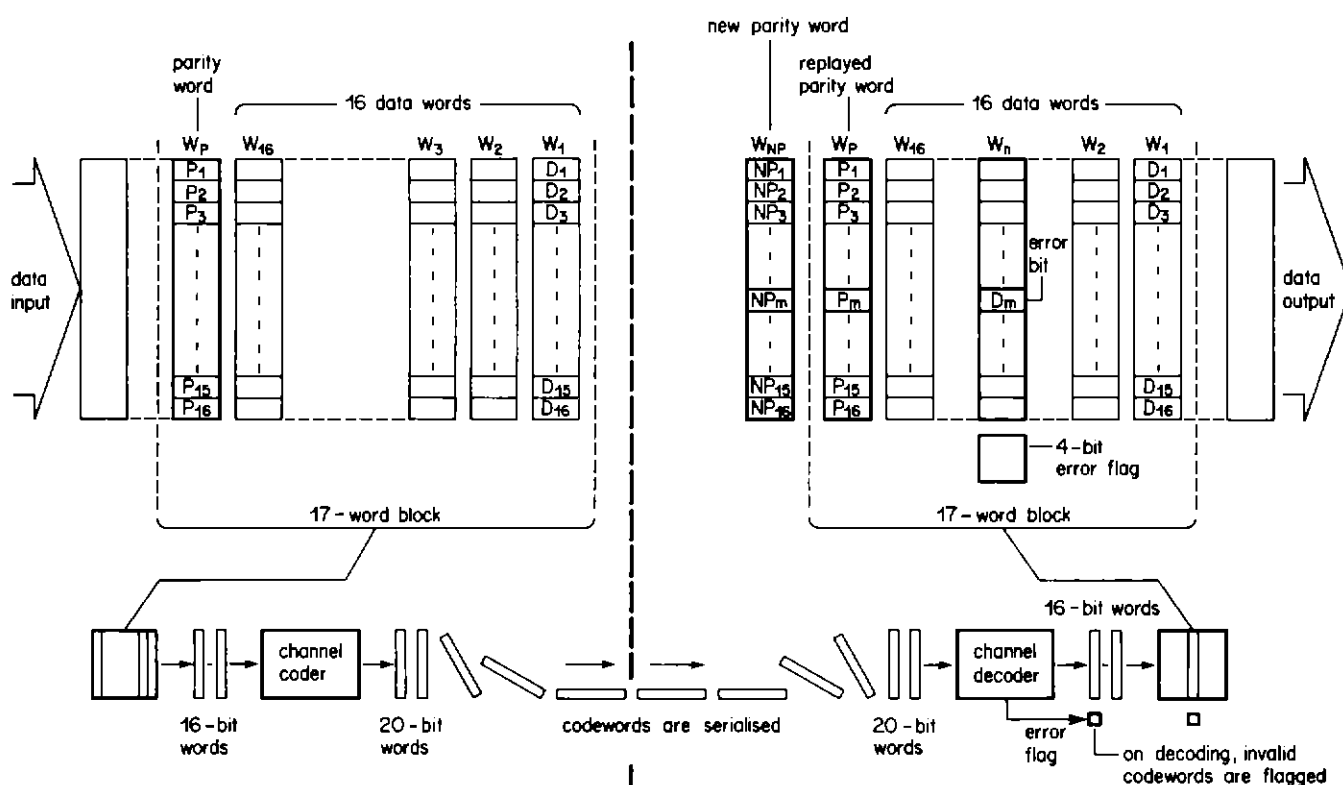 new parity word
parity
word
replayed
parity word
16 data words
16 data words
WP W16 W3 W2 W1
WNP WP W16 Wn W2 W1
P1 D1
P2 D2
P3 D3
NP1 P1 D1
NP2 P2 D2
NP3 P3 D3
data
input
error
bit
NPm Pm Dm
data
output
P15 D15
P16 D16
NP15 P15 D15
NP16 P16 D16
4-bit
error flag
17-word block
17-word block
16-bit words
channel
coder
channel
decoder
16-bit
words
20-bit
words
codewords are serialised
20-bit
words
error
flag
on decoding, invalid
codewords are flagged